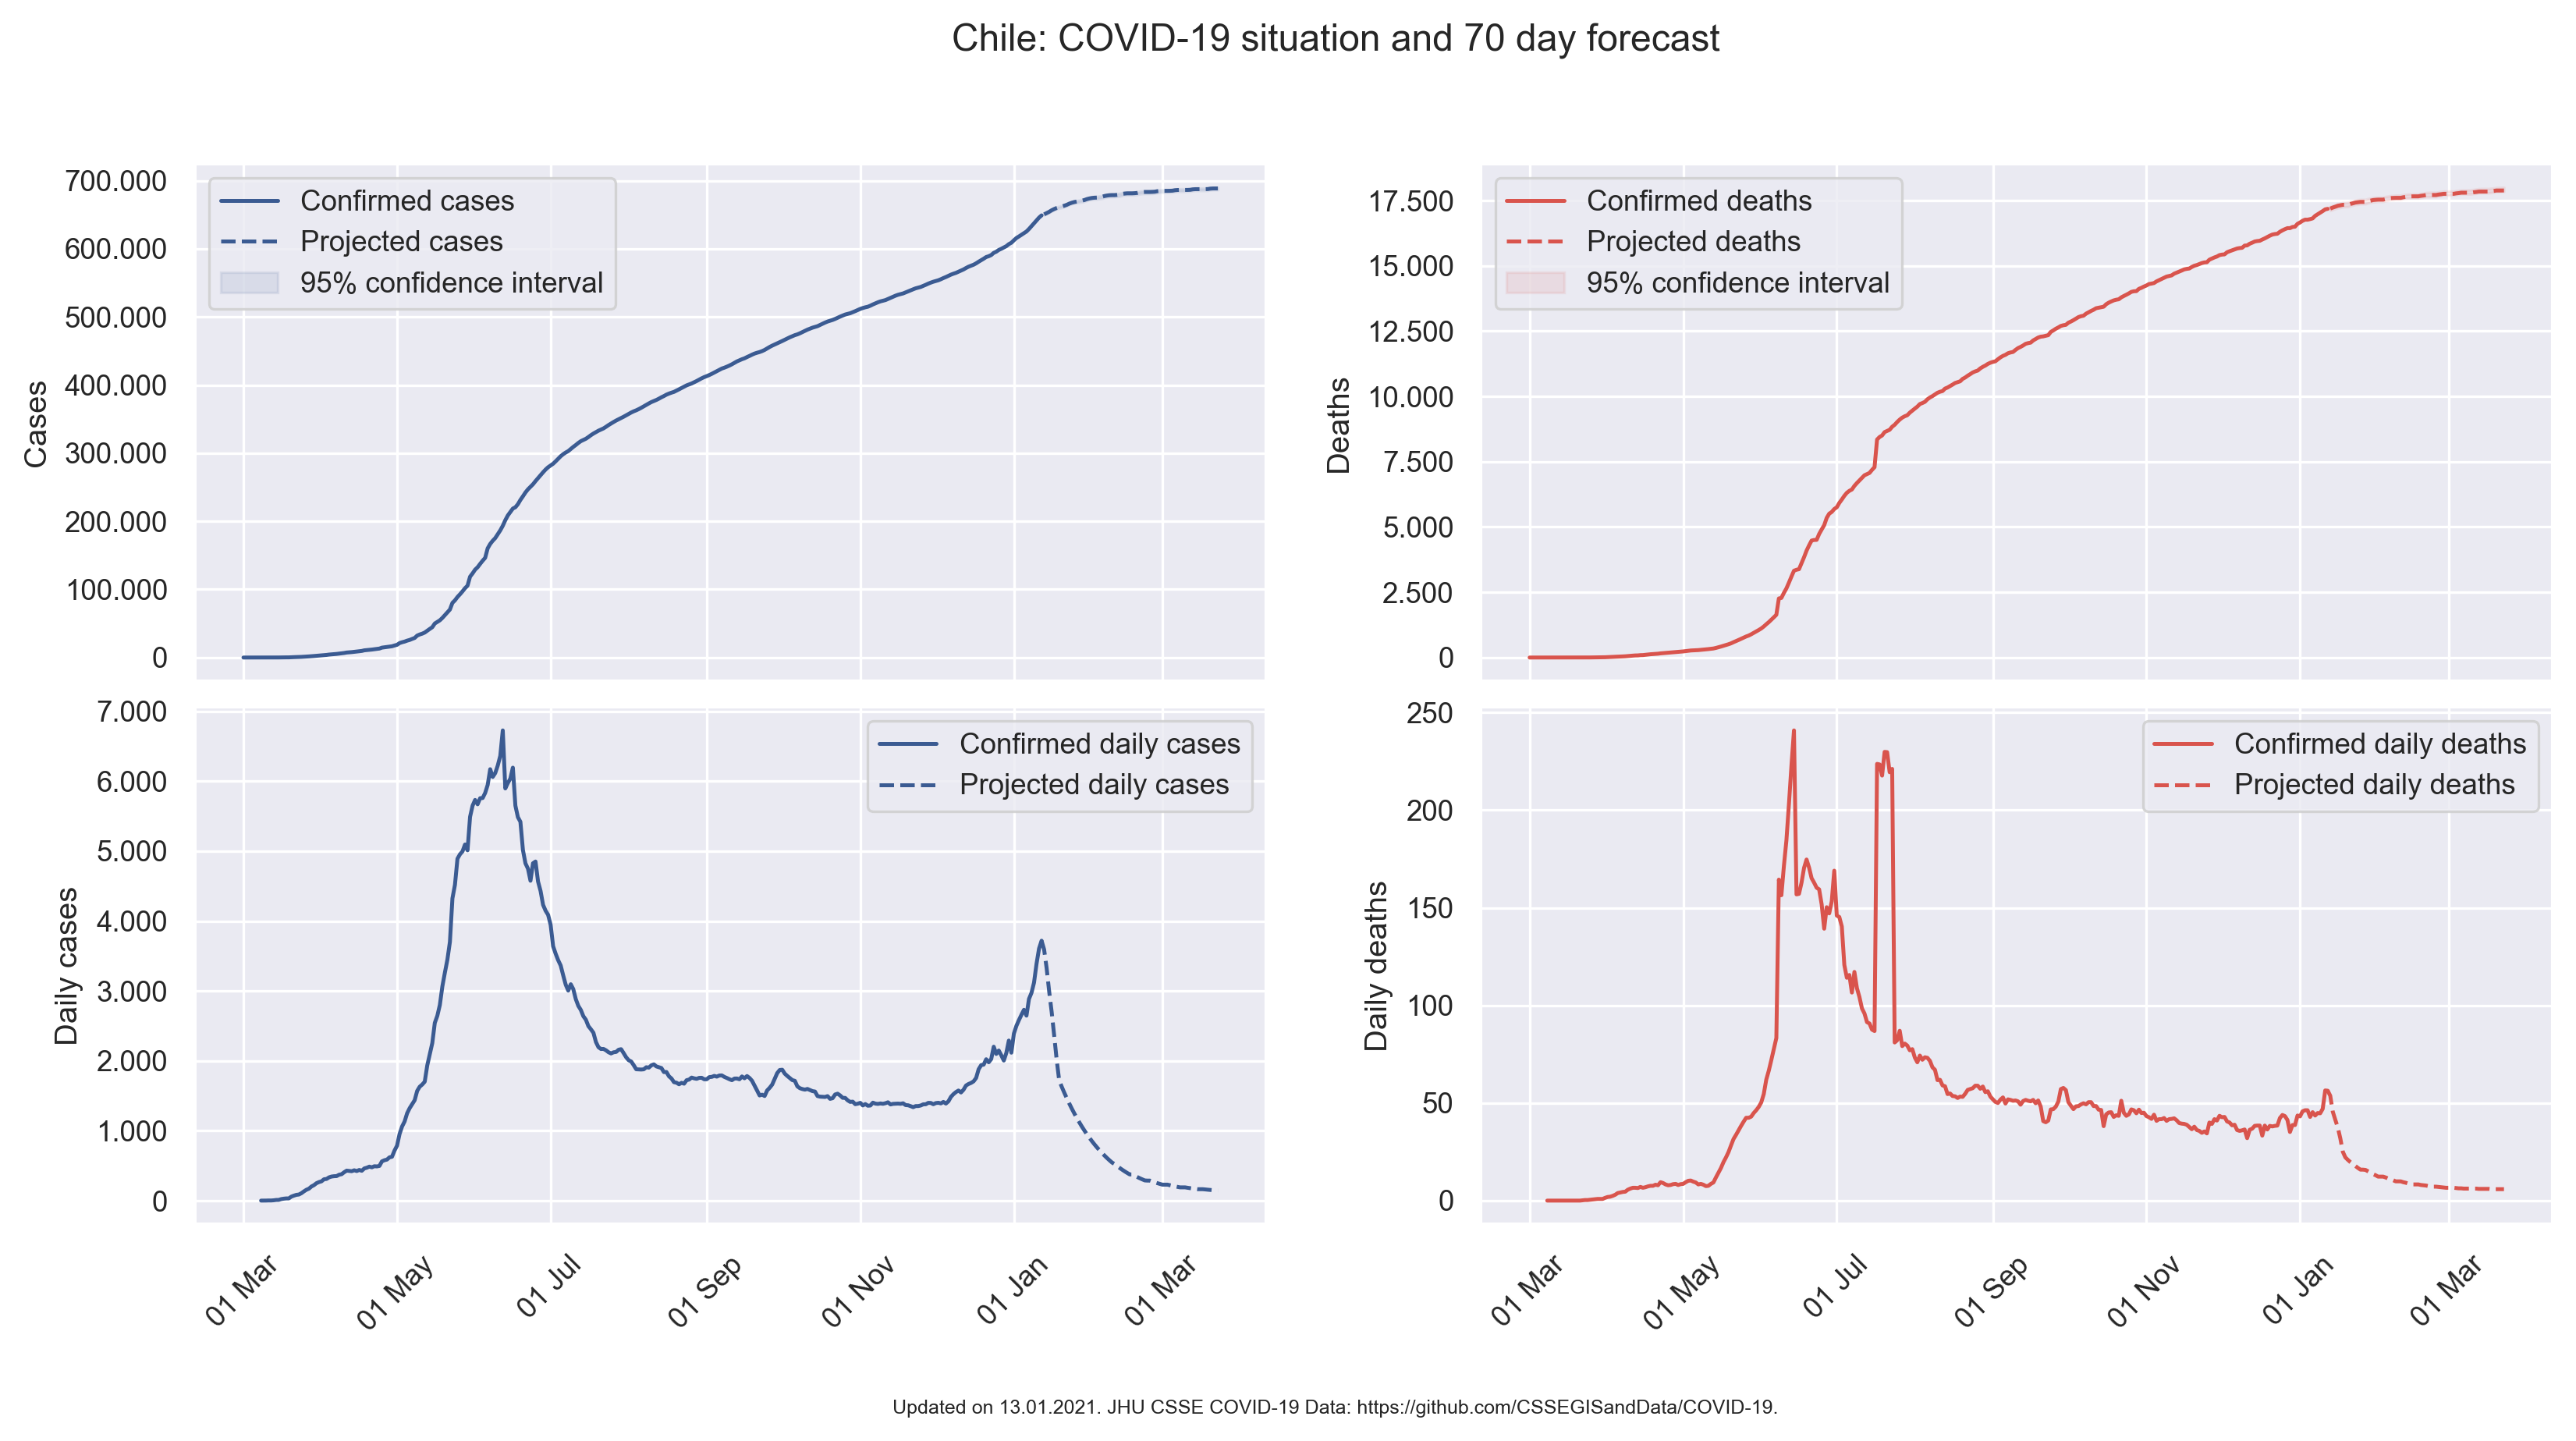 Chile: COVID-19 situation and 70 day forecast
Cases
700.000
600.000
500.000
400.000
300.000
200.000
100.000
0
Confirmed cases
Projected cases
95% confidence interval
Deaths
17.500
15.000
12.500
10.000
7.500
5.000
2.500
0
Confirmed deaths
Projected deaths
95% confidence interval
Daily cases
7.000
6.000
5.000
4.000
3.000
2.000
1.000
0
Confirmed daily cases
Projected daily cases
01 Mar
01 May
01 Jul
01 Sep
01 Nov
01 Jan
01 Mar
Daily deaths
250
200
150
100
50
0
Confirmed daily deaths
Projected daily deaths
01 Mar
01 May
01 Jul
01 Sep
01 Nov
01 Jan
01 Mar
Updated on 13.01.2021. JHU CSSE COVID-19 Data: https://github.com/CSSEGISandData/COVID-19.